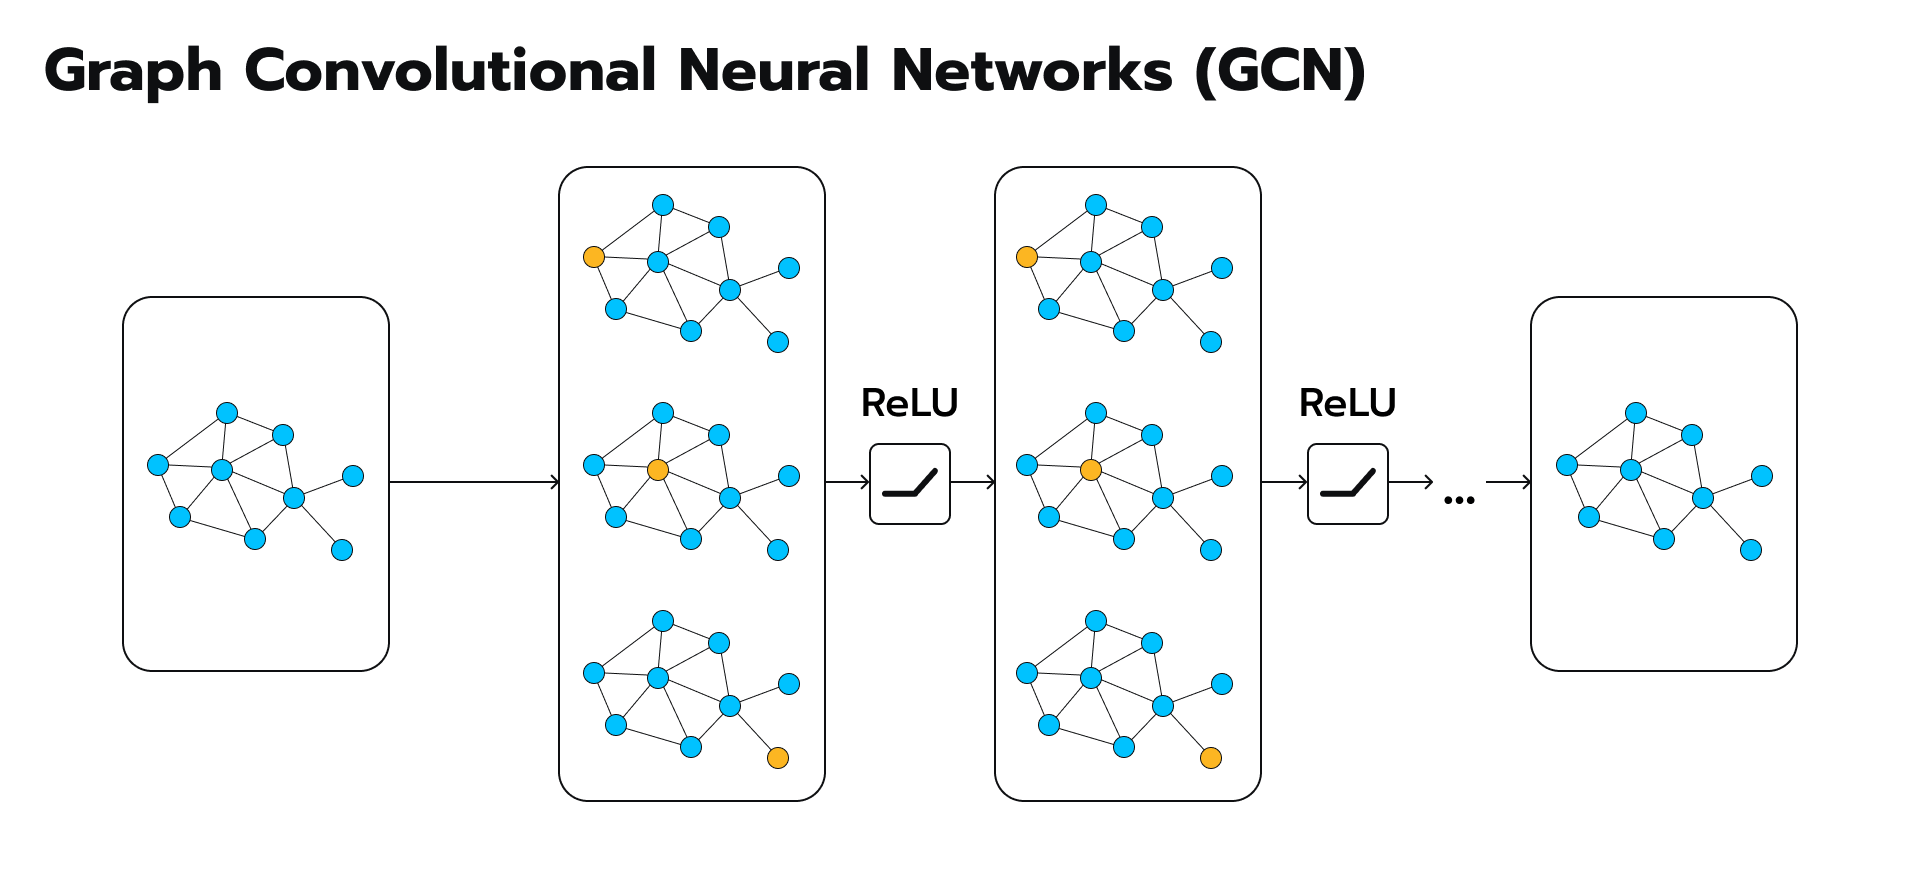 Graph Convolutional Neural Networks (GCN)
ReLU
ReLU
...